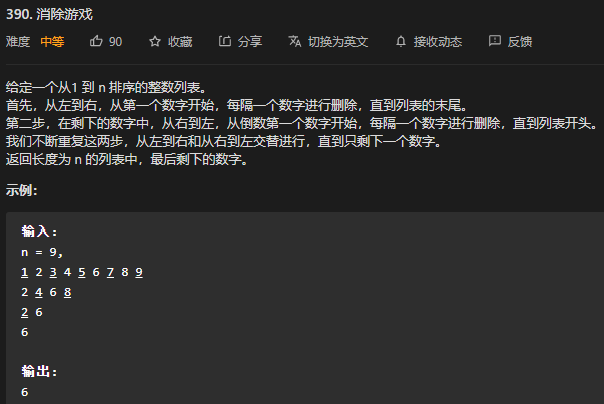 390. 消除游戏
难度 中等 90 收藏 分享 切换为英文 接收动态 反馈
给定一个从1 到 n 排序的整数列表。
首先，从左到右，从第一个数字开始，每隔一个数字进行删除，直到列表的末尾。
第二步，在剩下的数字中，从右到左，从倒数第一个数字开始，每隔一个数字进行删除，直到列表开头。
我们不断重复这两步，从左到右和从右到左交替进行，直到只剩下一个数字。
返回长度为 n 的列表中，最后剩下的数字。
示例：
输入:
n = 9,
1 2 3 4 5 6 7 8 9
2 4 6 8
2 6
6
输出:
6